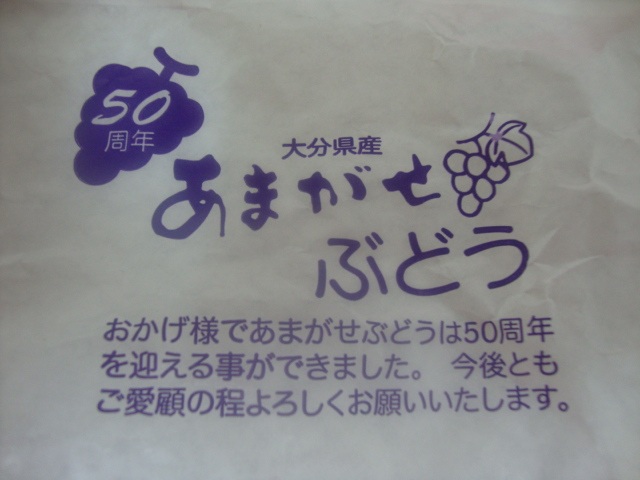 50
周年
大分県産
あまがせ
ぶどう
おかげ様であまがせぶどうは50周年
を迎える事ができました。 今後とも
ご愛顧の程よろしくお願いいたします。